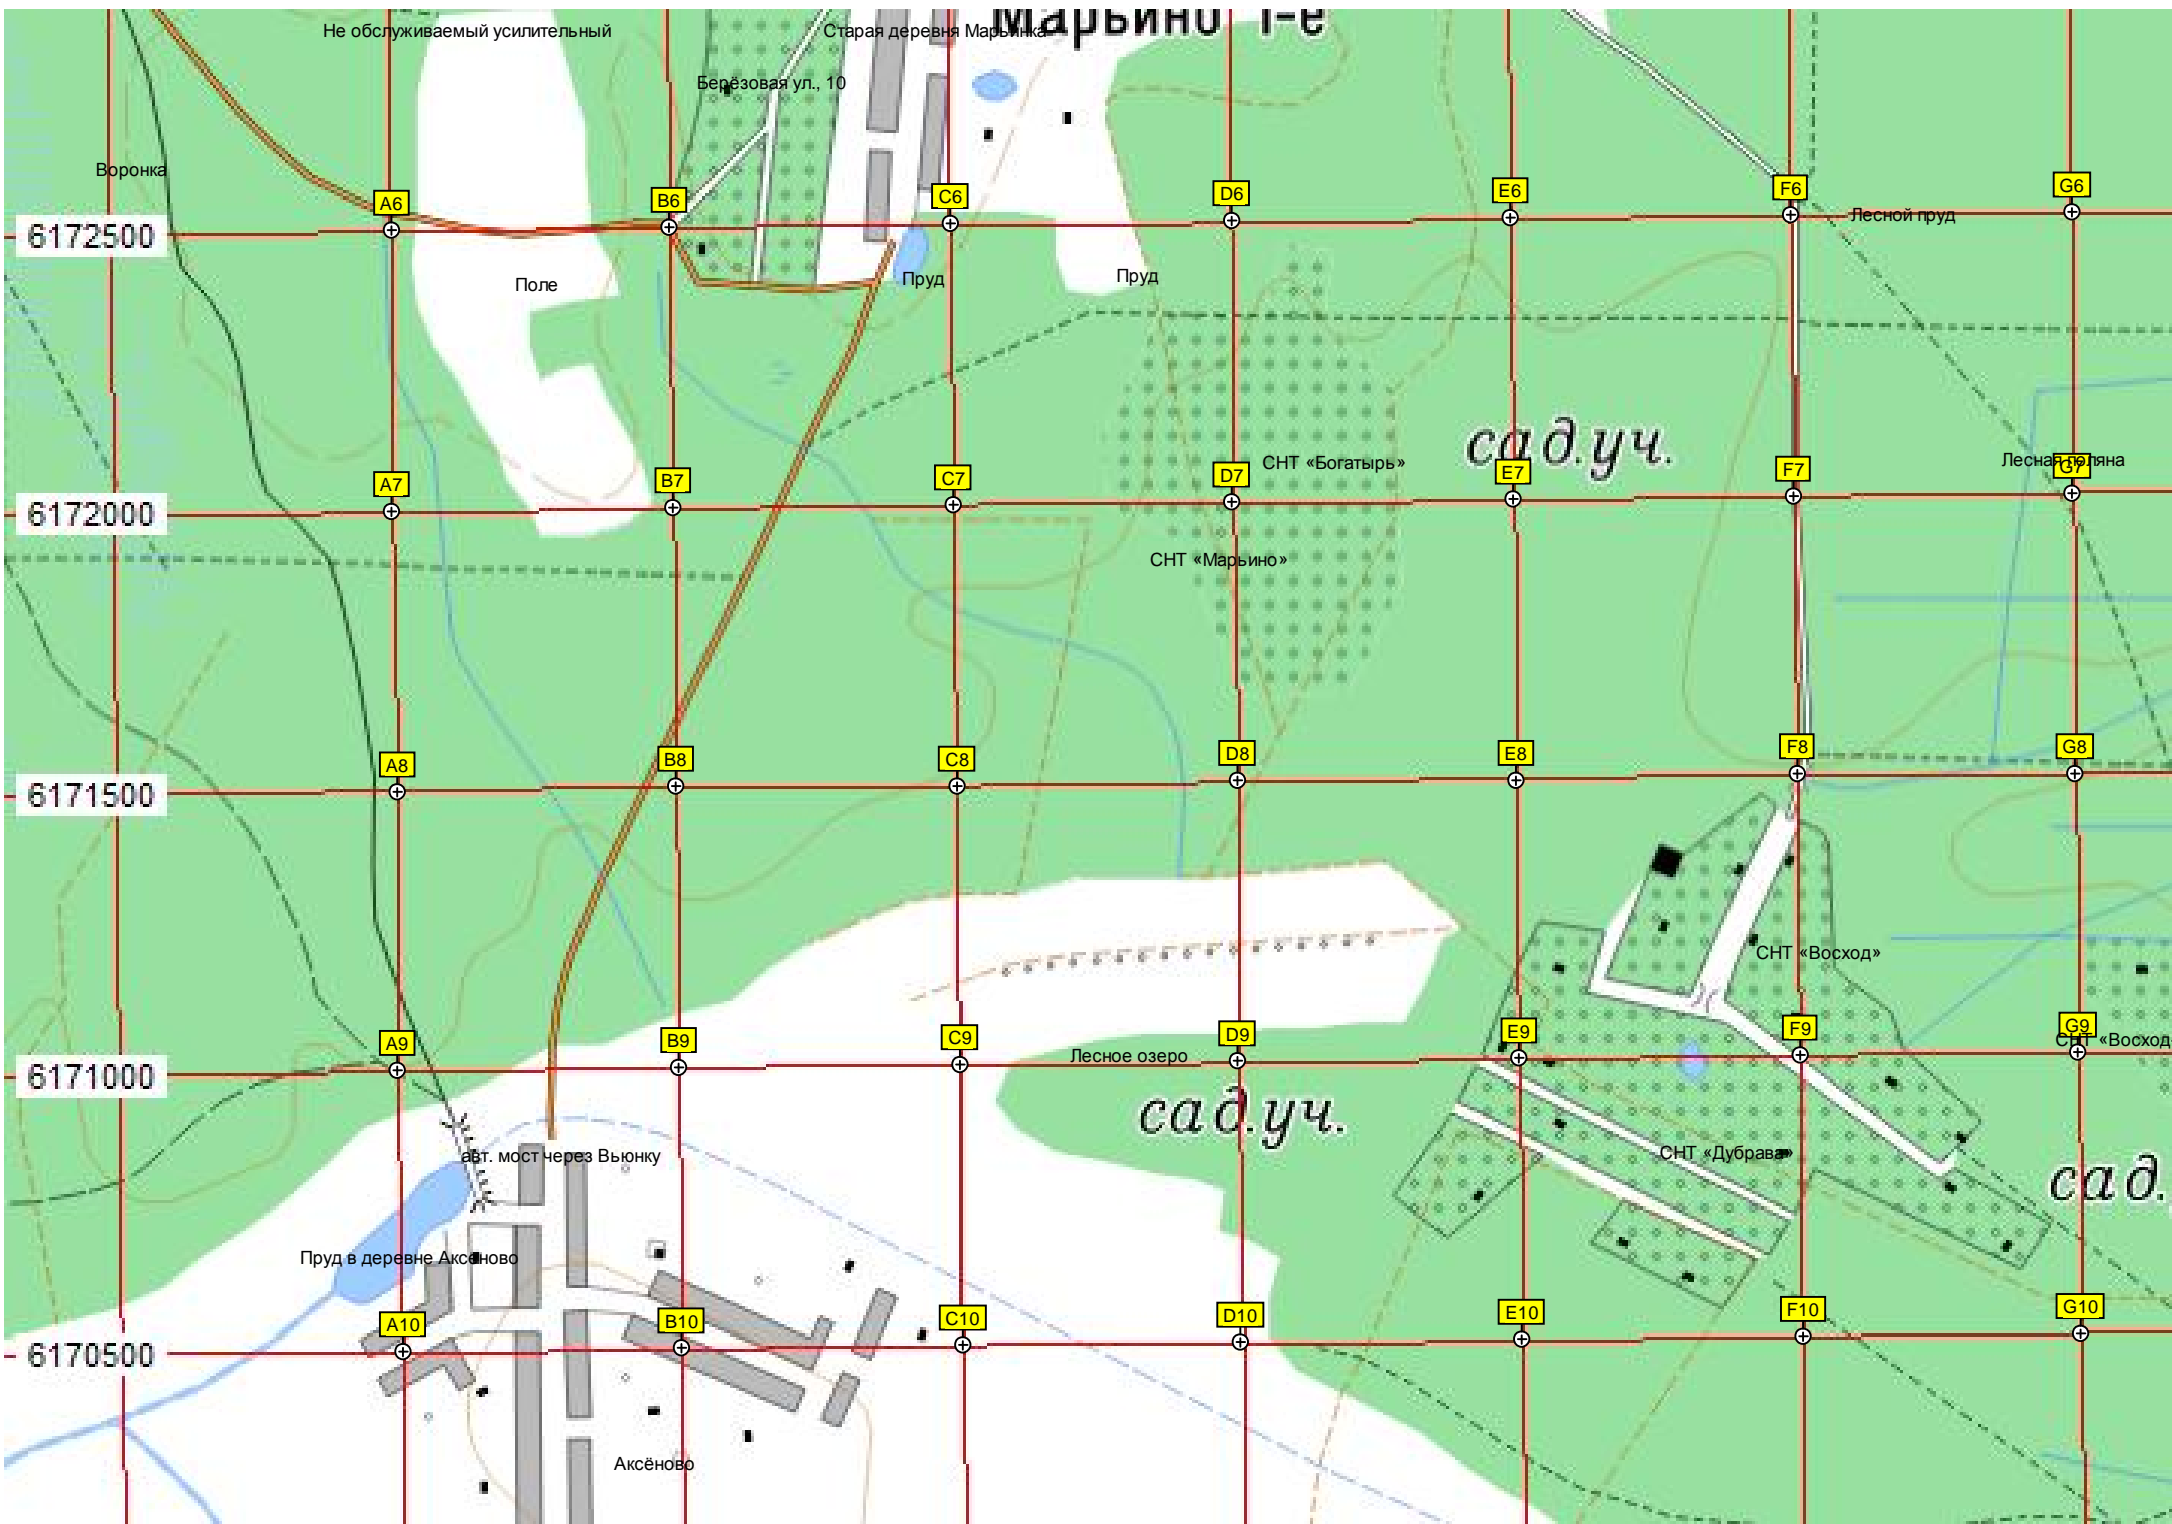 Марьино 1-е
Не обслуживаемый усилительный
Старая деревня Марьинка
Берёзовая ул., 10
Воронка
A6
B6
C6
D6
E6
F6
G6
Лесной пруд
6172500
Поле
Пруд
Пруд
сад.уч.
СНТ «Богатырь»
Лесная поляна
A7
B7
C7
D7
E7
F7
G7
6172000
СНТ «Марьино»
A8
B8
C8
D8
E8
F8
G8
6171500
СНТ «Восход»
A9
B9
C9
D9
E9
F9
G9
СНТ «Восход
Лесное озеро
6171000
сад.уч.
авт. мост через Вьюнку
СНТ «Дубрава»
сад.
Пруд в деревне Аксёново
A10
B10
C10
D10
E10
F10
G10
6170500
Аксёново